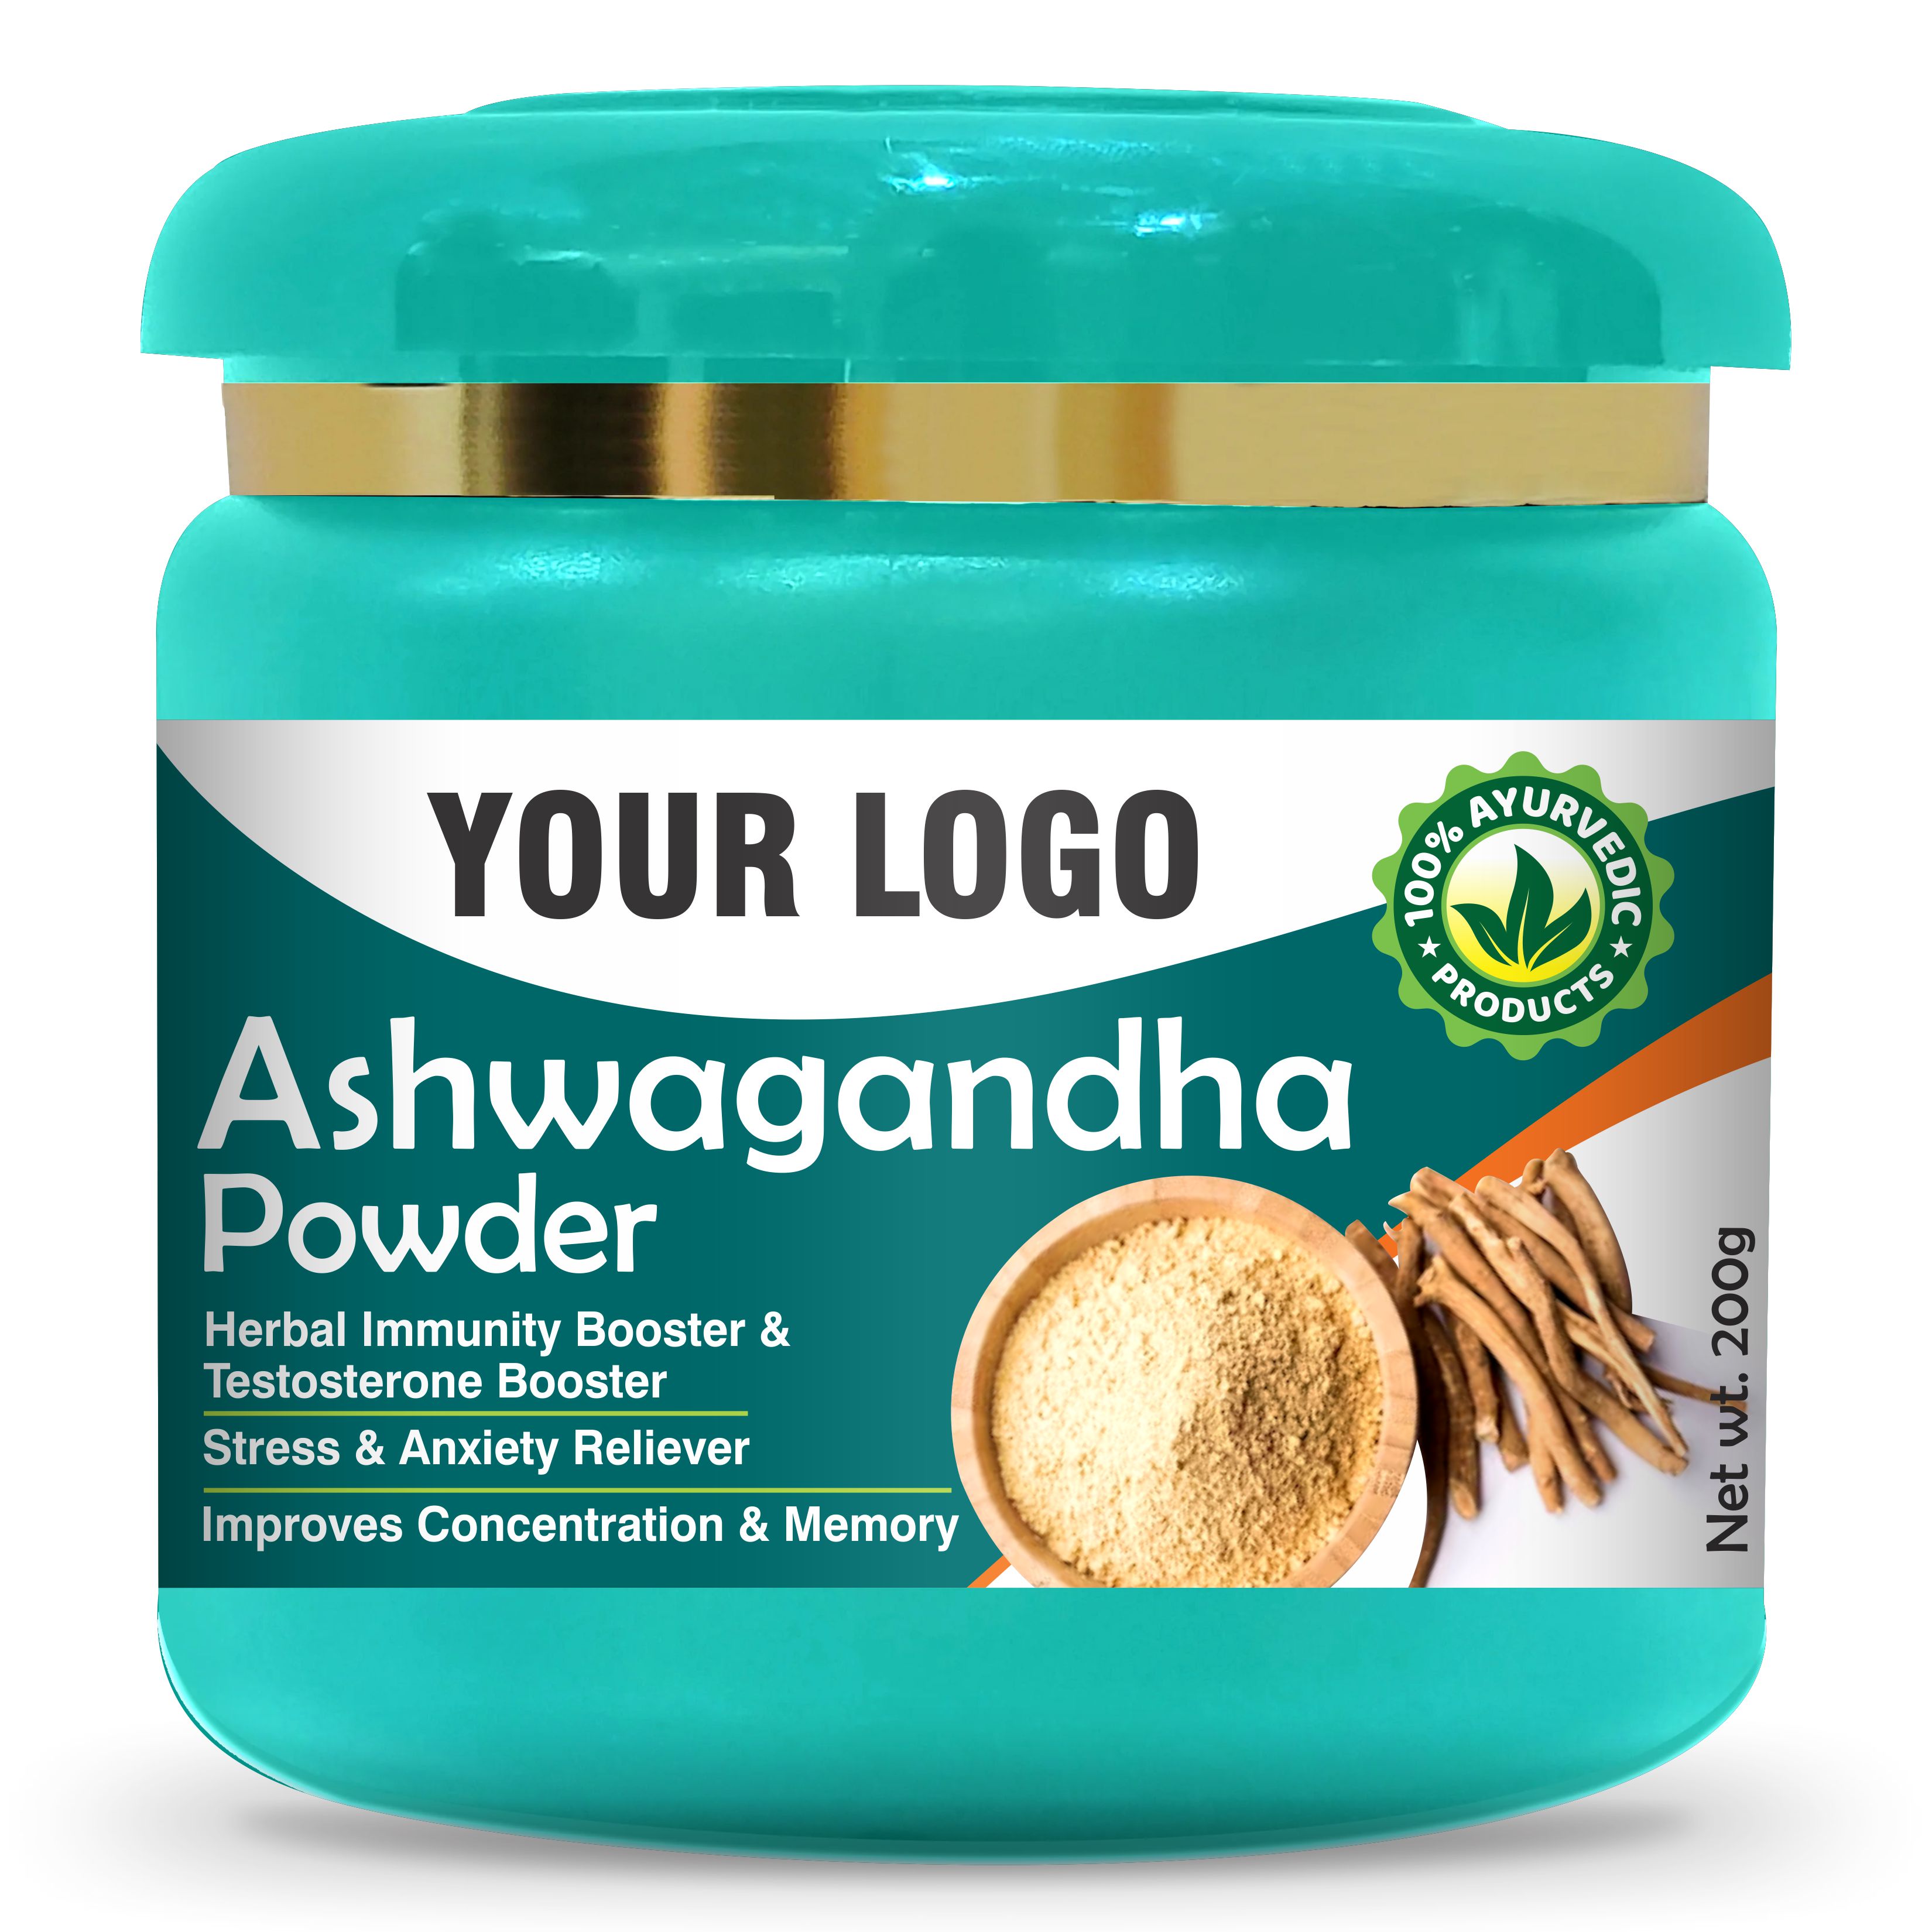 YOUR LOGO
100% AYURVEDIC
PRODUCTS
Ashwagandha
Powder
Herbal Immunity Booster &
Testosterone Booster
Stress & Anxiety Reliever
Improves Concentration & Memory
Net wt. 200g